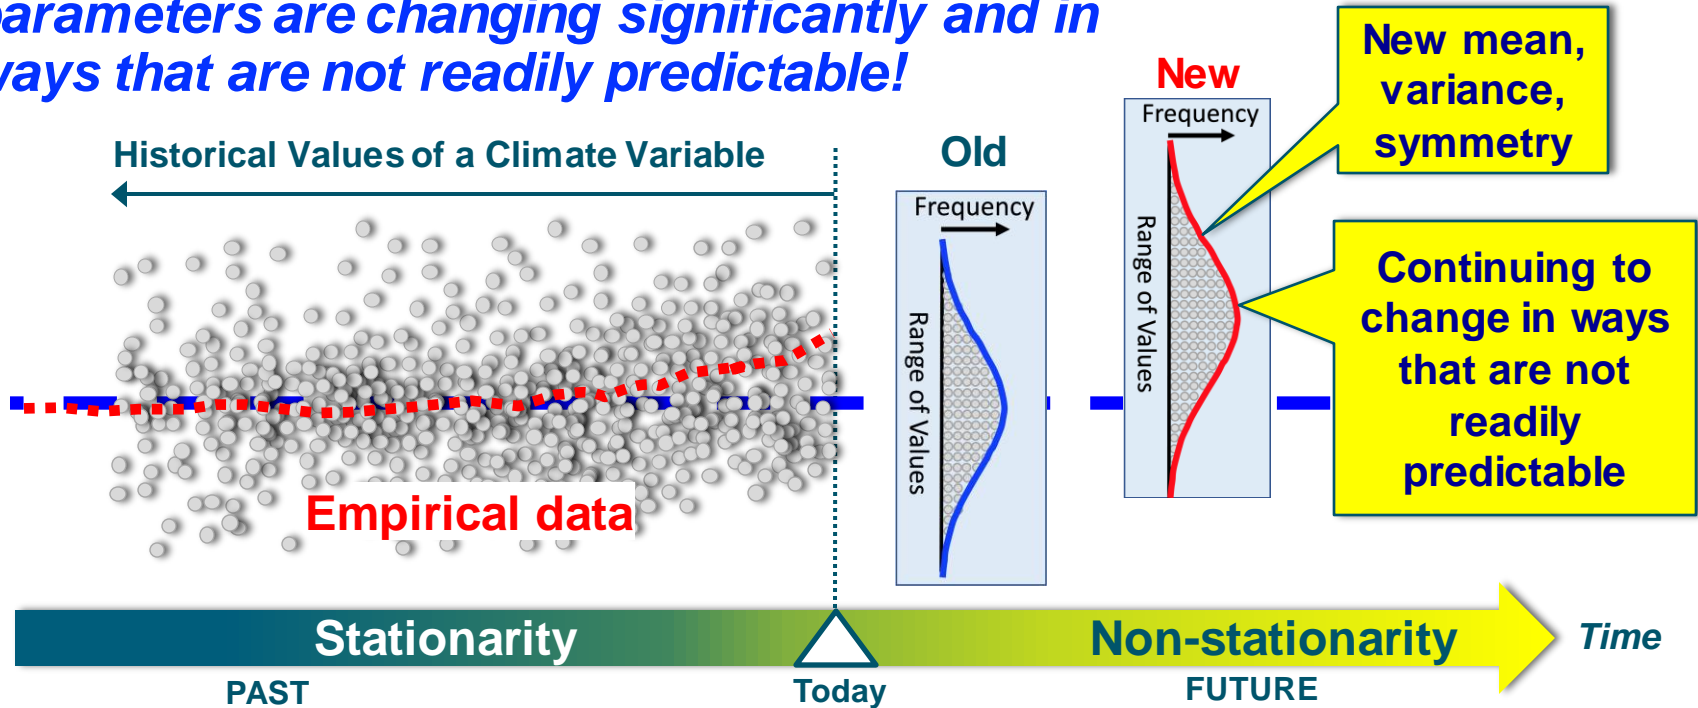 parameters are changing significantly and in
ways that are not readily predictable!
New mean,
variance,
symmetry
New
Frequency
Range of Values
Historical Values of a Climate Variable
Old
Frequency
Range of Values
Continuing to
change in ways
that are not
readily
predictable
Empirical data
Stationarity
Non-stationarity
Time
PAST
Today
FUTURE